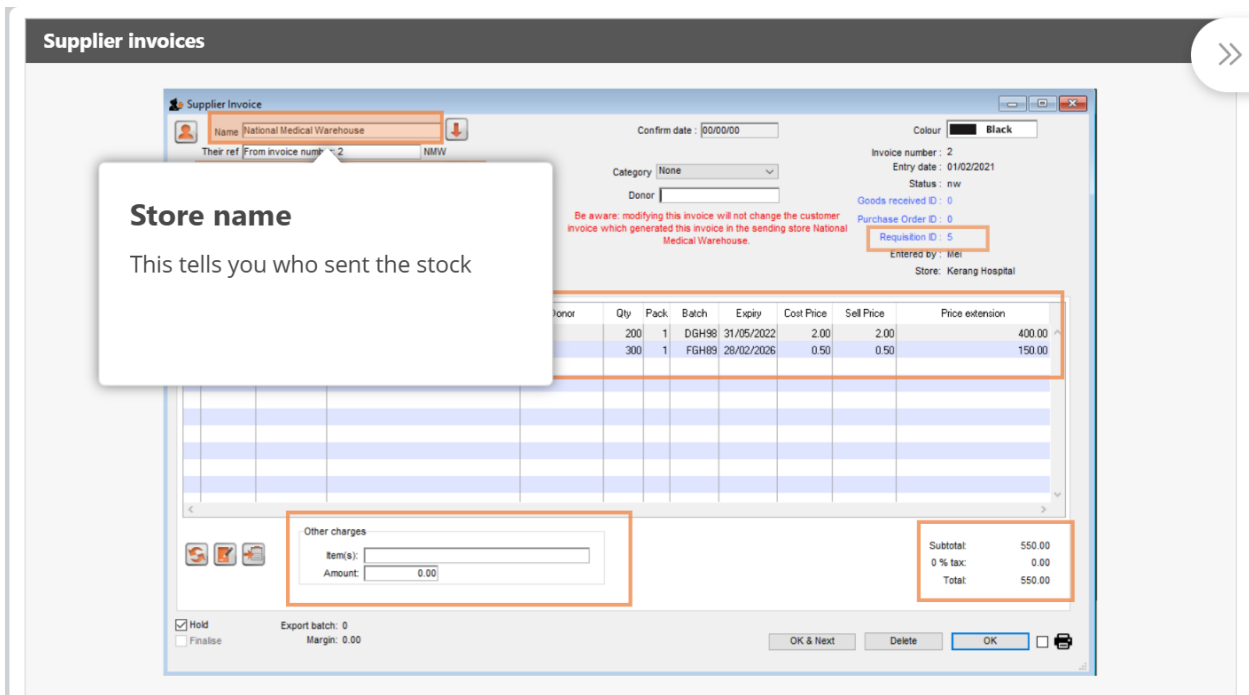 Supplier invoices
Supplier Invoice
Name National Medical Warehouse
Confirm date : 00/00/00
Colour Black
Their ref From invoice number: 2 NMW
Invoice number : 2
Category None
Entry date : 01/02/2021
Status : nw
Donor
Goods received ID : 0
Be aware: modifying this invoice will not change the customer
invoice which generated this invoice in the sending store National
Medical Warehouse.
Purchase Order ID : 0
Requisition ID : 5
Entered by : Mel
Store: Kerang Hospital
Store name
This tells you who sent the stock
Donor Qty Pack Batch Expiry Cost Price Sell Price Price extension
200 1 DGH98 31/05/2022 2.00 2.00 400.00
300 1 FGH89 28/02/2026 0.50 0.50 150.00
Other charges
Item(s):
Amount: 0.00
Subtotal: 550.00
0 % tax: 0.00
Total: 550.00
Hold
Export batch: 0
Finalise
Margin: 0.00
OK & Next
Delete
OK